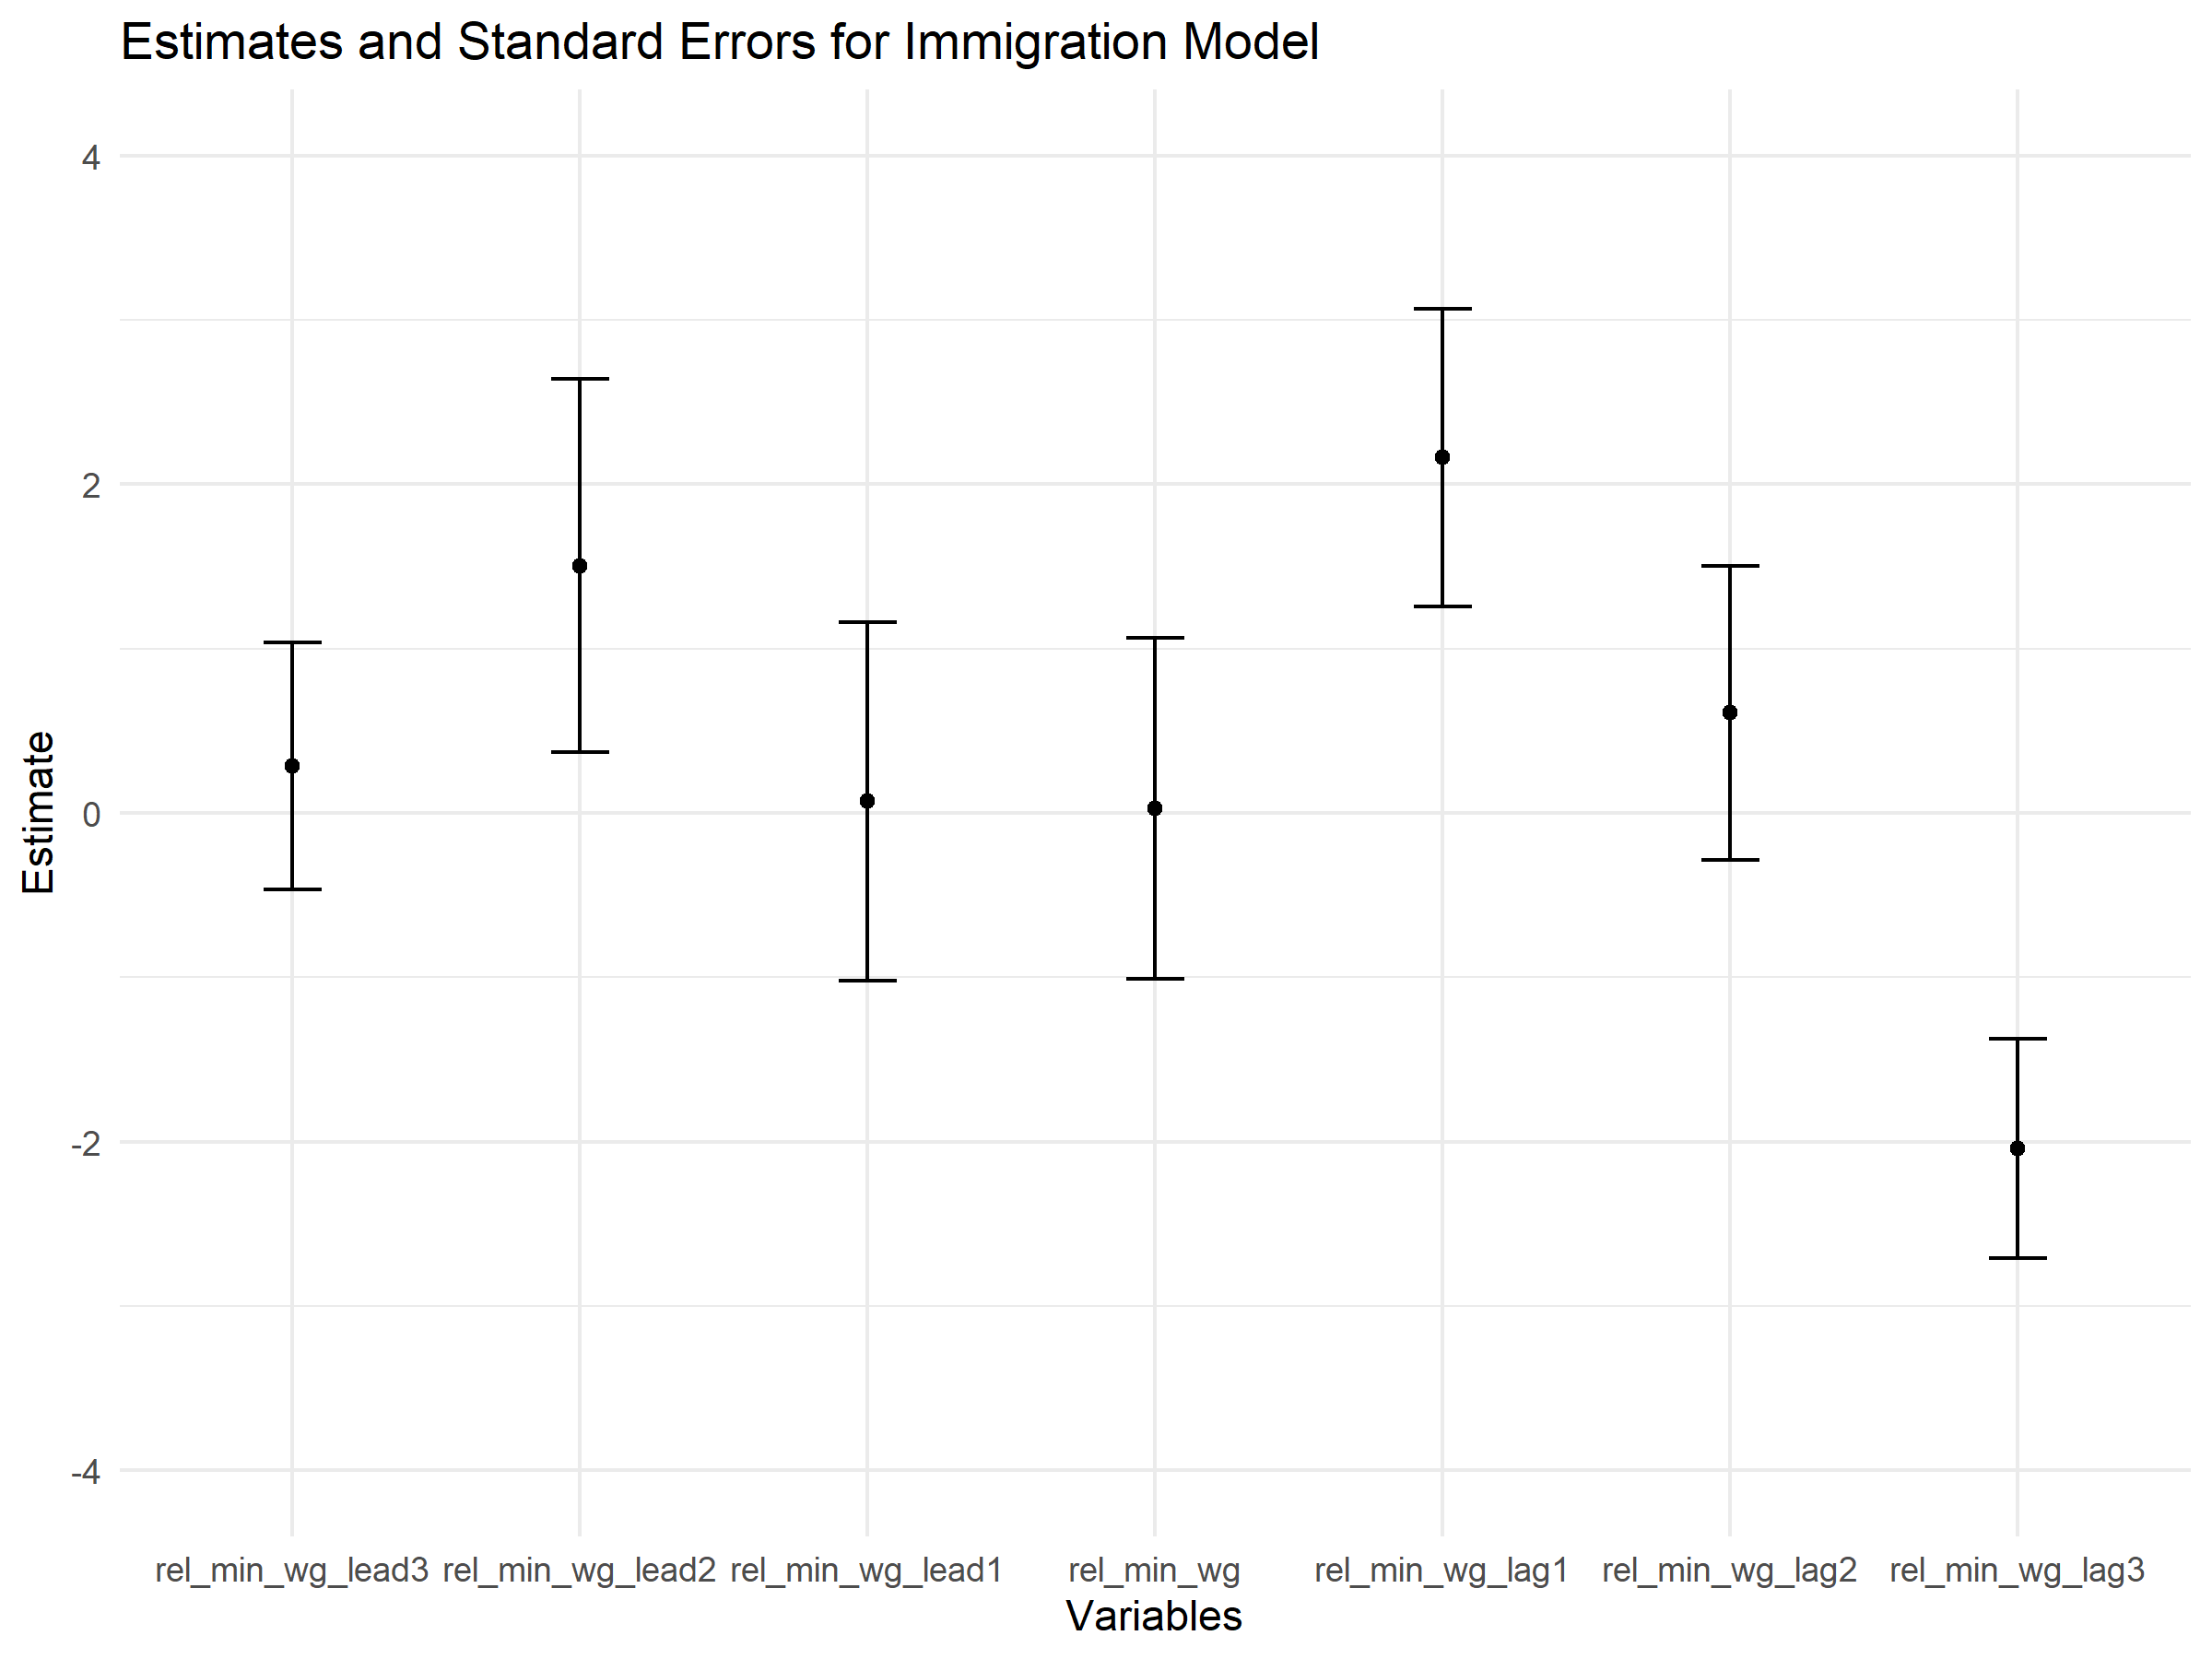 Estimates and Standard Errors for Immigration Model
4
2
0
-2
-4
Estimate
rel_min_wg_lead3 rel_min_wg_lead2 rel_min_wg_lead1 rel_min_wg rel_min_wg_lag1 rel_min_wg_lag2 rel_min_wg_lag3
Variables